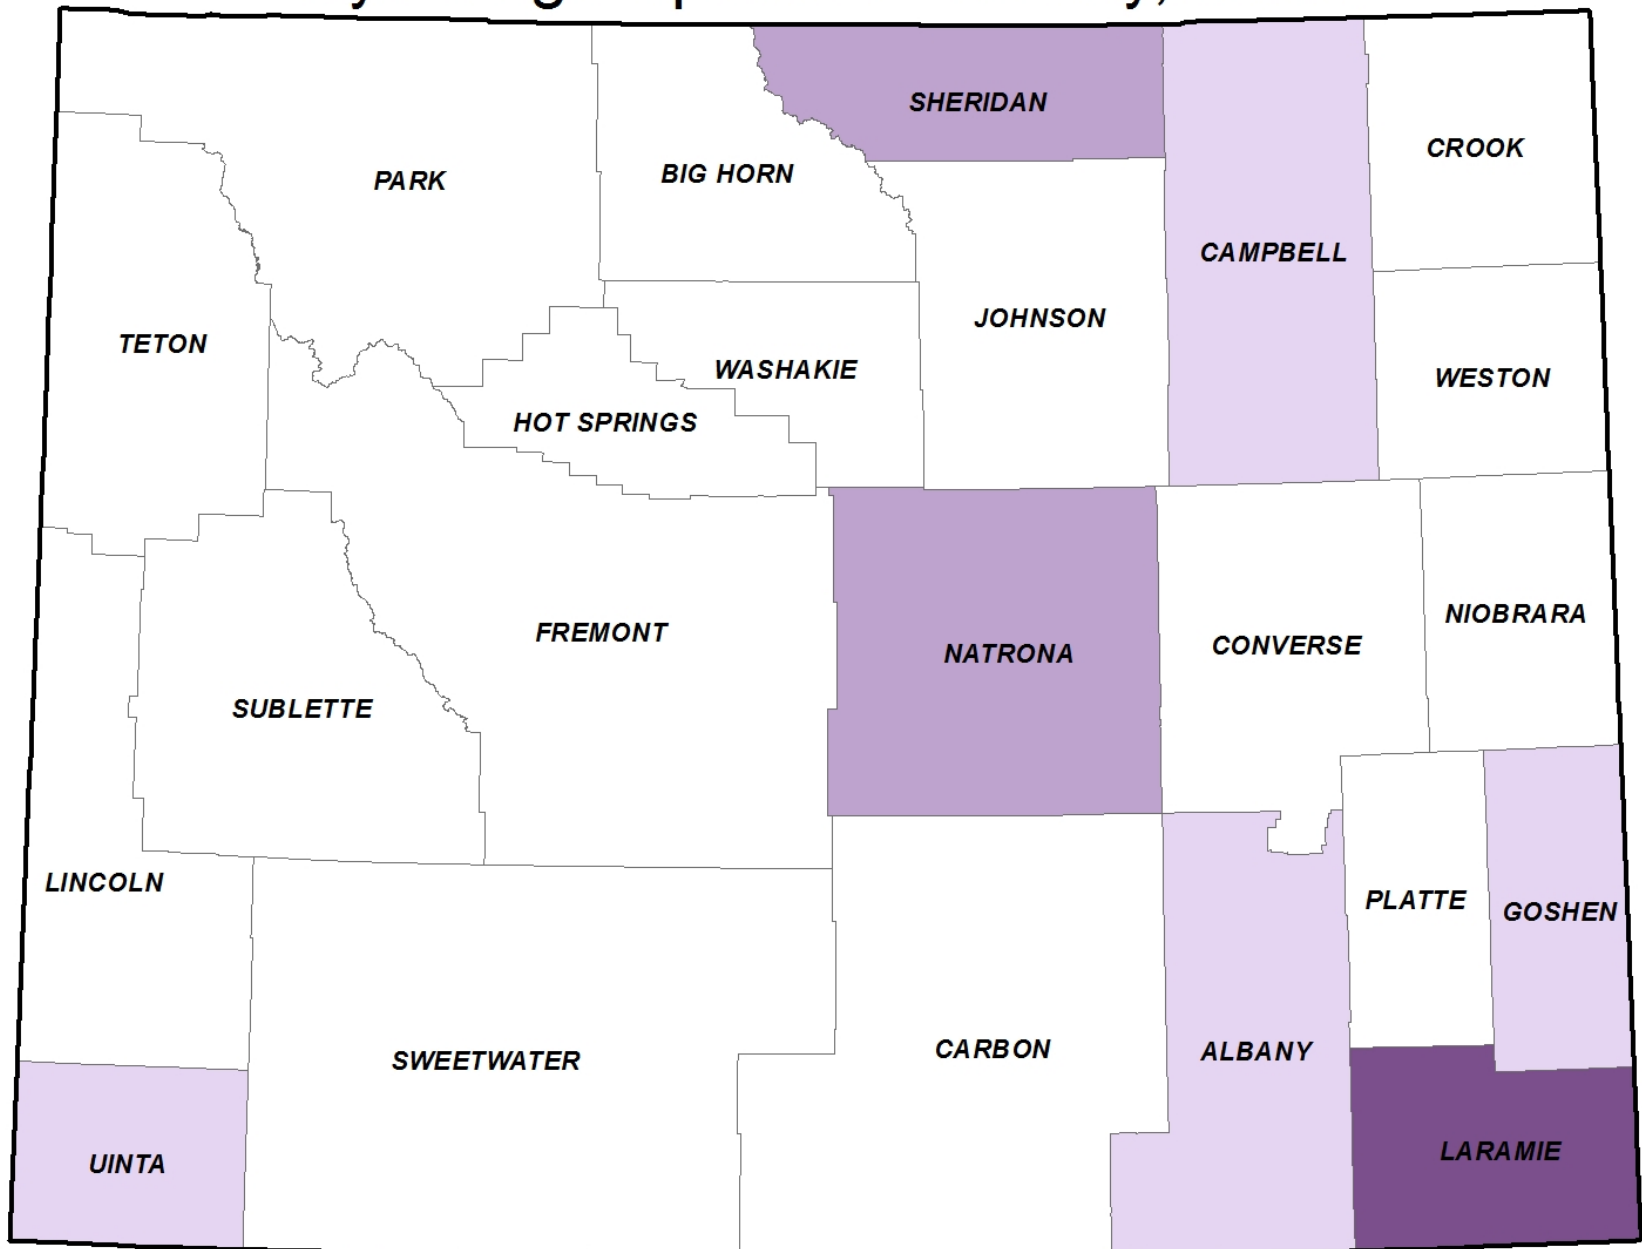 SHERIDAN
CROOK
BIG HORN
PARK
CAMPBELL
JOHNSON
TETON
WASHAKIE
WESTON
HOT SPRINGS
NIOBRARA
FREMONT
CONVERSE
NATRONA
SUBLETTE
LINCOLN
PLATTE
GOSHEN
CARBON
ALBANY
SWEETWATER
LARAMIE
UINTA